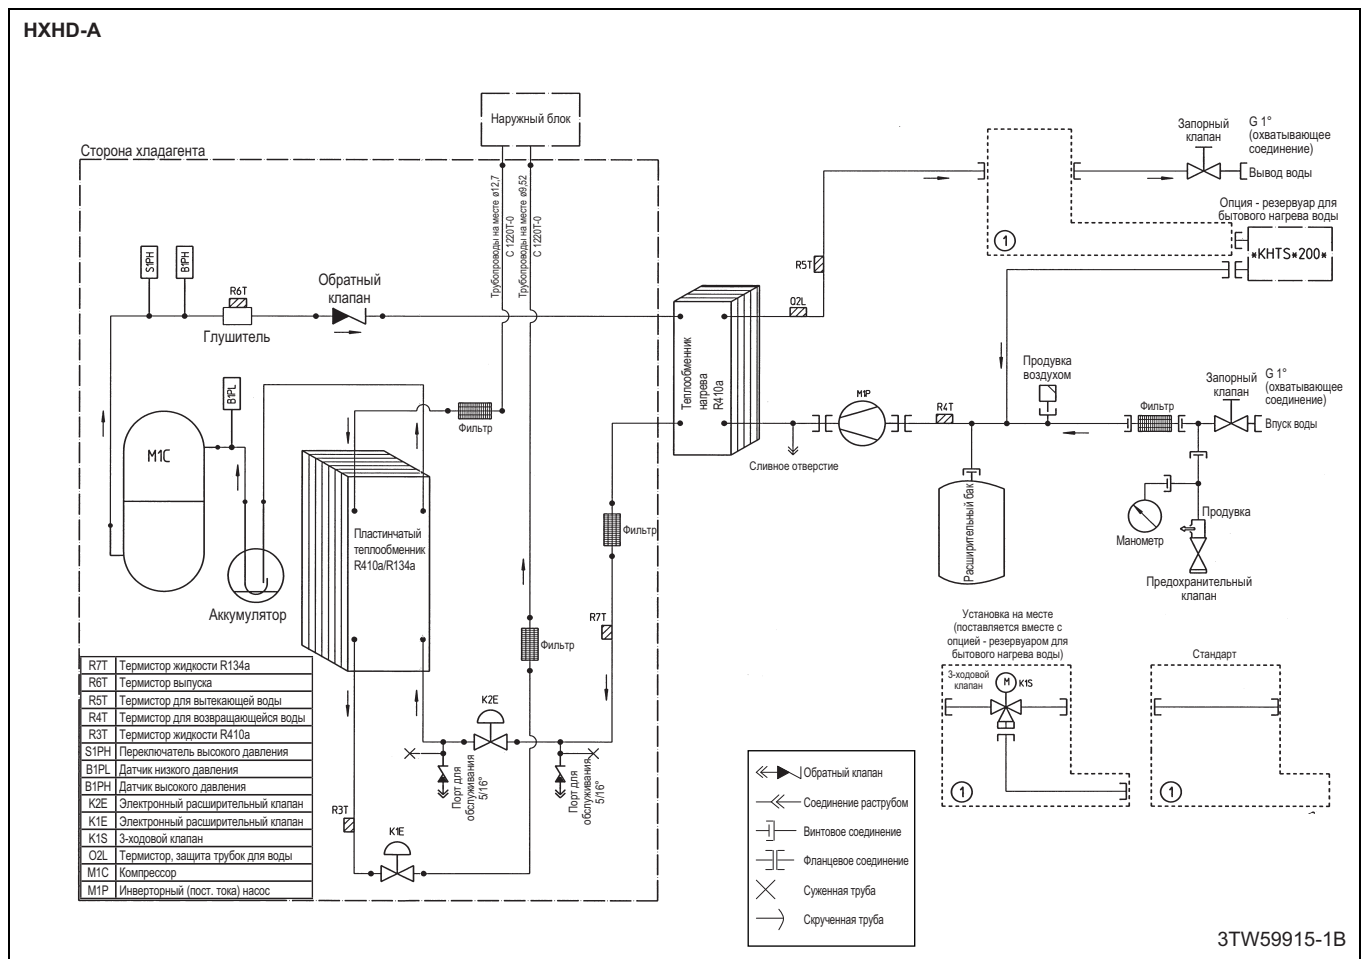 HXHD-A
Наружный блок
Сторона хладагента
Трубопроводы на месте ø12,7
C 1220T-0
Трубопроводы на месте ø9,52
C 1220T-0
S1PH
B1PH
R6T
Глушитель
Обратный
клапан
B1PL
M1C
Аккумулятор
Фильтр
Пластинчатый
теплообменник
R410a/R134a
Фильтр
Фильтр
R7T
K2E
Порт для
обслуживания
5/16"
Порт для
обслуживания
5/16"
R3T
K1E
R7T Термистор жидкости R134a
R6T Термистор выпуска
R5T Термистор для вытекающей воды
R4T Термистор для возвращающейся воды
R3T Термистор жидкости R410a
S1PH Переключатель высокого давления
B1PL Датчик низкого давления
B1PH Датчик высокого давления
K2E Электронный расширительный клапан
K1E Электронный расширительный клапан
K1S 3-ходовой клапан
O2L Термистор, защита трубок для воды
M1C Компрессор
M1P Инверторный (пост. тока) насос
Теплообменник
нагрева
R410a
O2L
R5T
1
Запорный
клапан
G 1"
(охватывающее
соединение)
Вывод воды
Опция - резервуар для
бытового нагрева воды
*KHTS*200*
Продувка
воздухом
M1P
R4T
Сливное отверстие
Фильтр
Запорный
клапан
G 1"
(охватывающее
соединение)
Впуск воды
Расширительный бак
Манометр
Продувка
Предохранительный
клапан
Установка на месте
(поставляется вместе с
опцией - резервуаром для
бытового нагрева воды)
3-ходовой
клапан
M
K1S
1
Стандарт
1
Обратный клапан
Соединение раструбом
Винтовое соединение
Фланцевое соединение
Суженная труба
Скрученная труба
3TW59915-1B